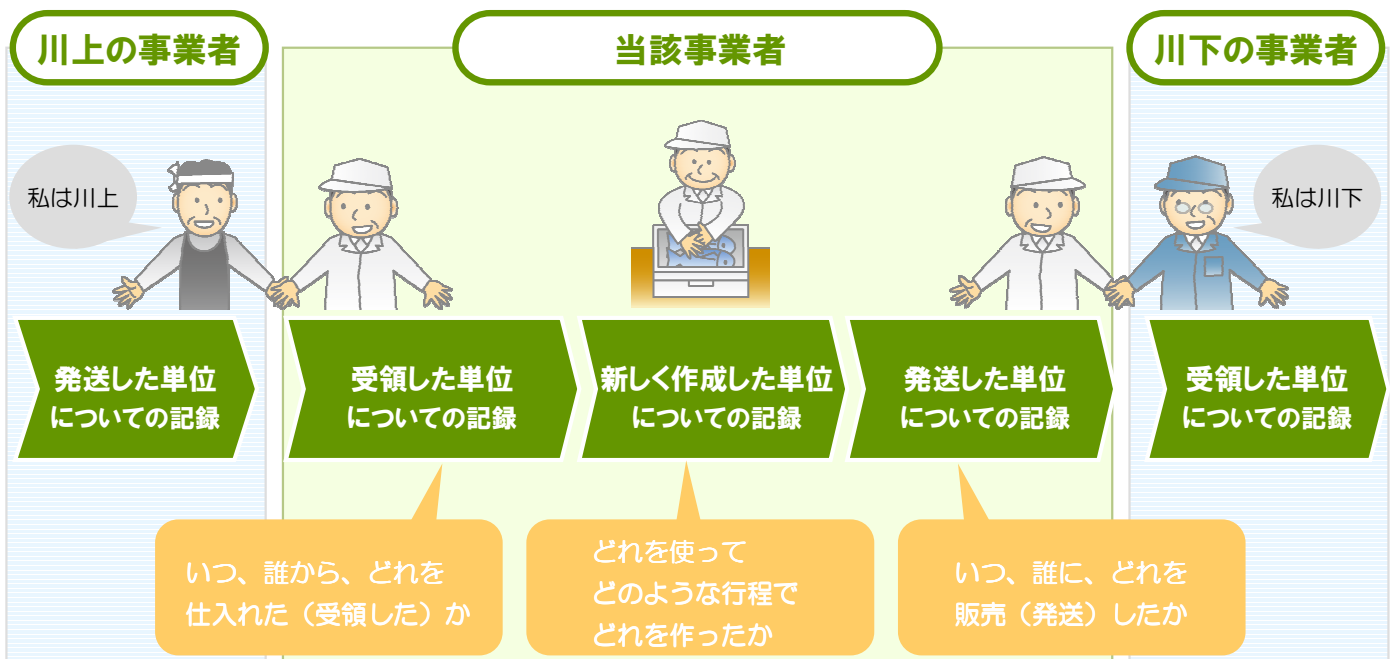 川上の事業者
当該事業者
川下の事業者
私は川上
私は川下
発送した単位
についての記録
受領した単位
についての記録
新しく作成した単位
についての記録
発送した単位
についての記録
受領した単位
についての記録
いつ、誰から、どれを
仕入れた（受領した）か
どれを使って
どのような行程で
どれを作ったか
いつ、誰に、どれを
販売（発送）したか